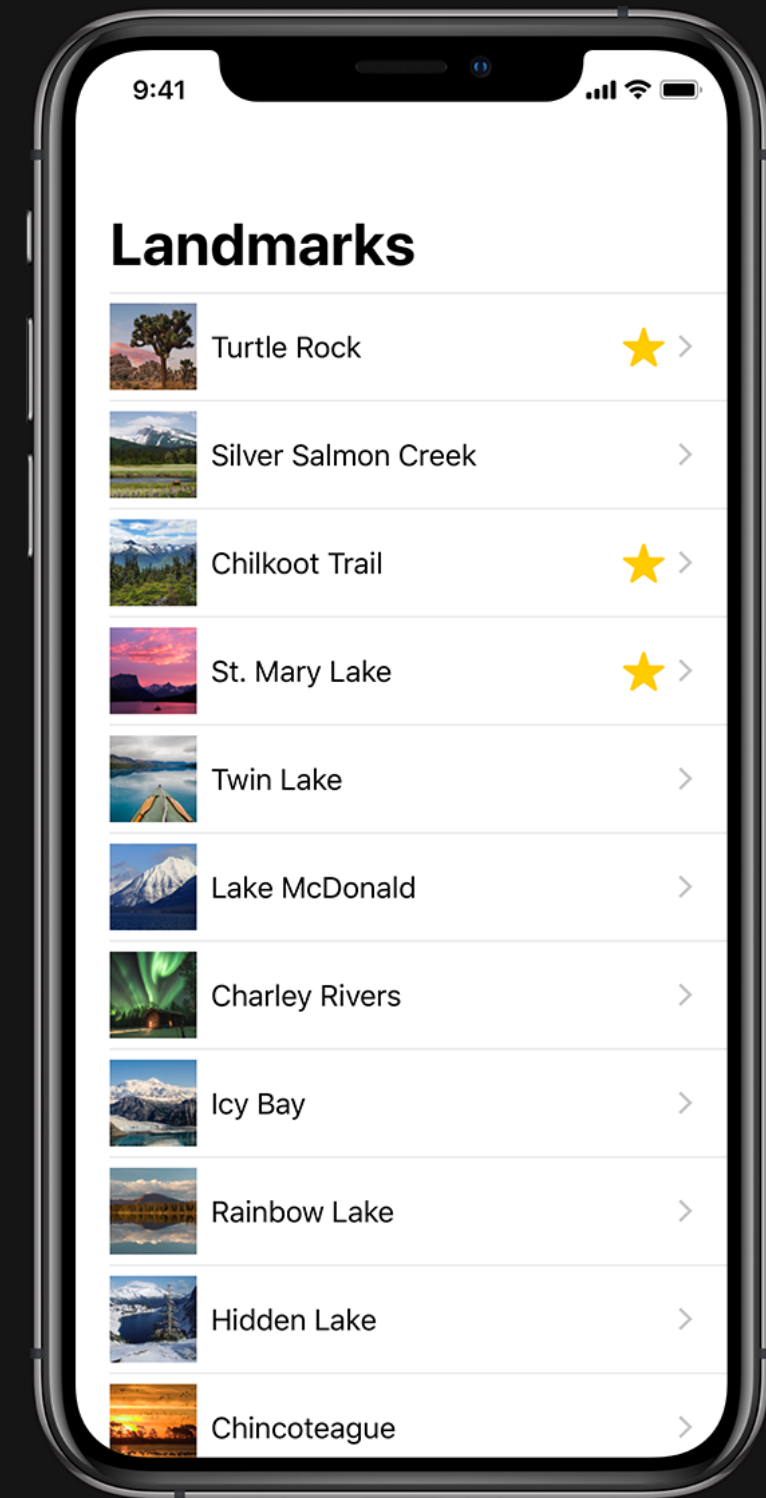 9:41
Landmarks
Turtle Rock
Silver Salmon Creek
Chilkoot Trail
St. Mary Lake
Twin Lake
Lake McDonald
Charley Rivers
Icy Bay
Rainbow Lake
Hidden Lake
Chincoteague